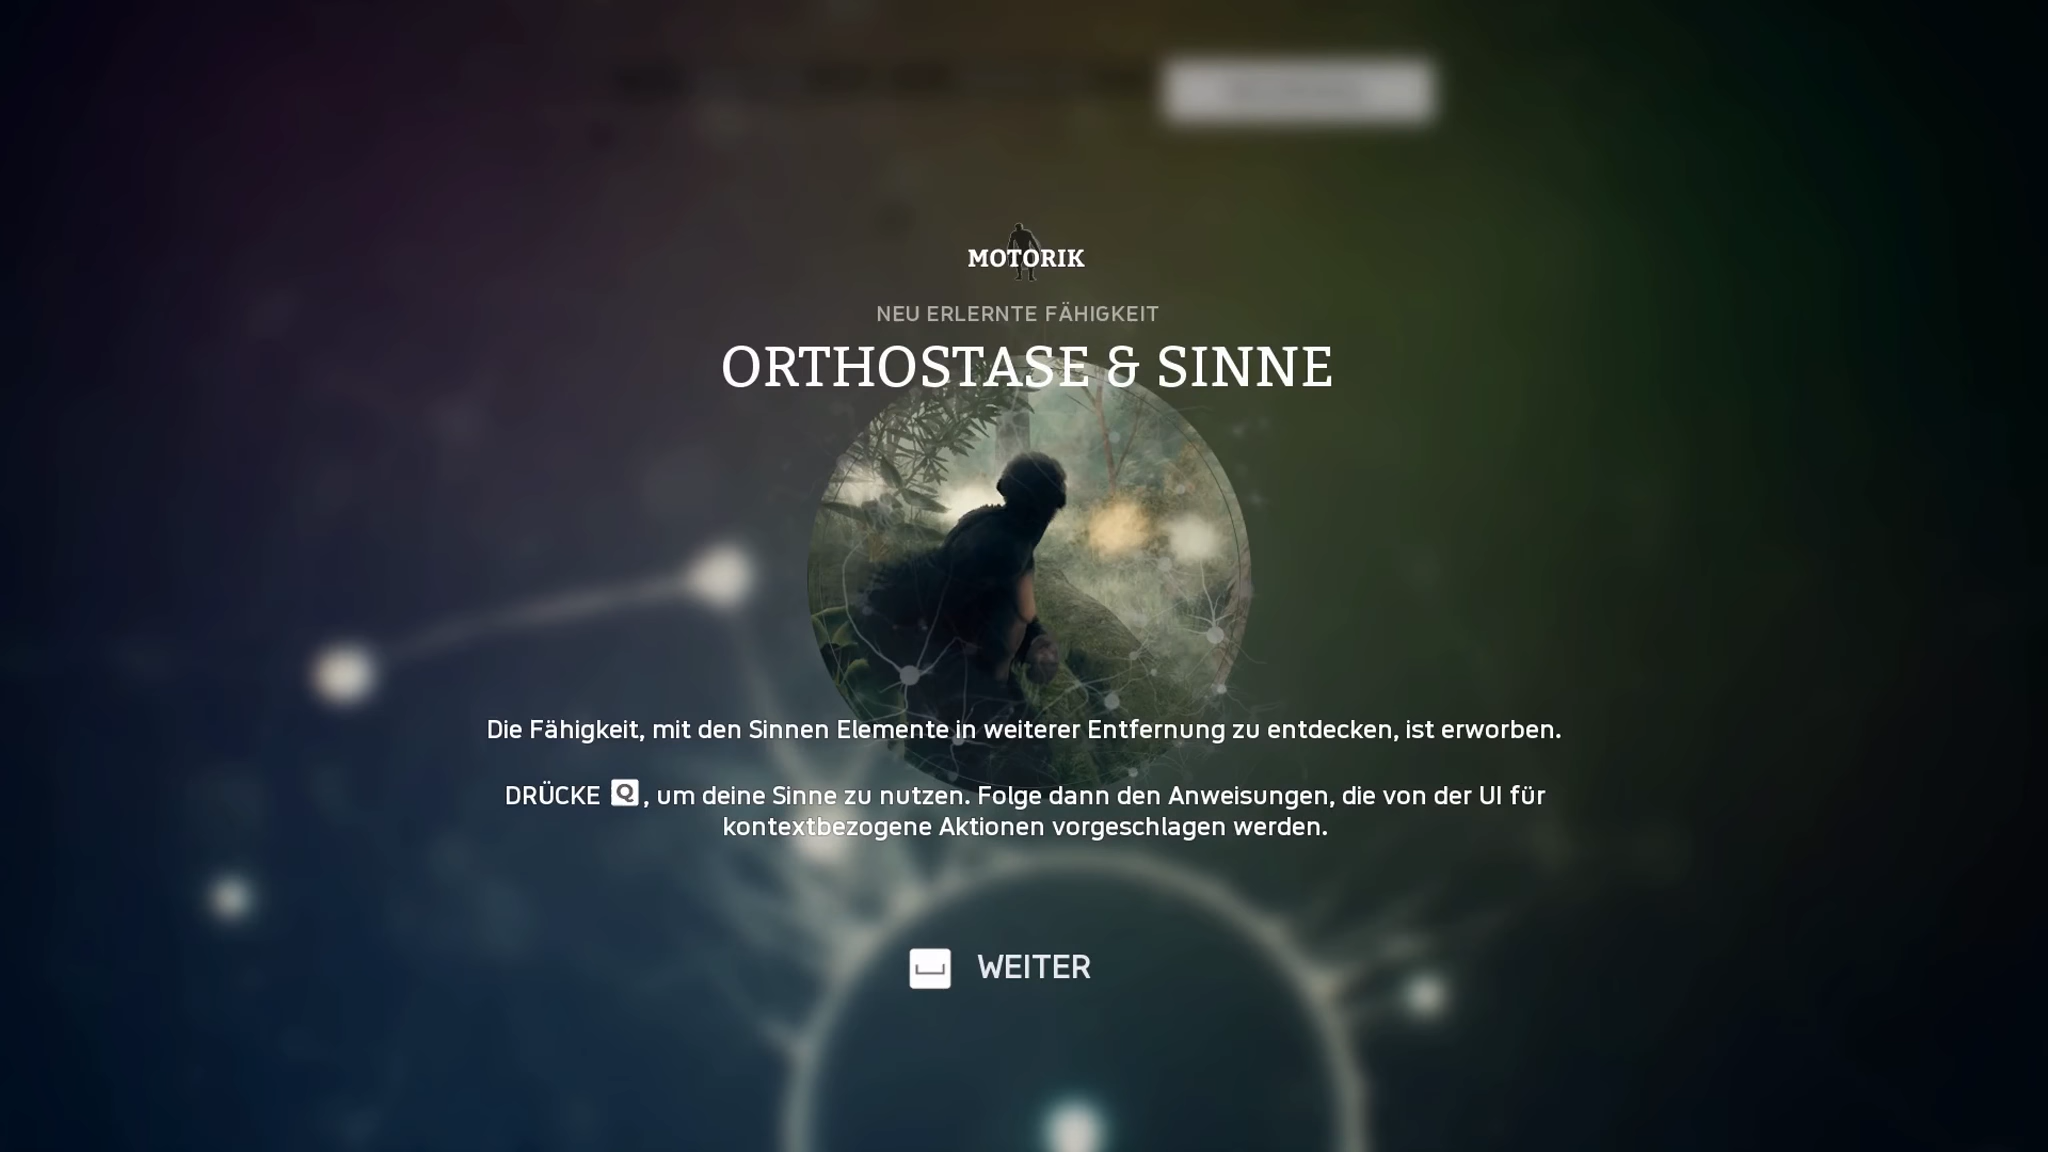 MOTORIK
NEU ERLERNTE FÄHIGKEIT
ORTHOSTASE & SINNE
Die Fähigkeit, mit den Sinnen Elemente in weiterer Entfernung zu entdecken, ist erworben.
DRÜCKE Q, um deine Sinne zu nutzen. Folge dann den Anweisungen, die von der UI für
kontextbezogene Aktionen vorgeschlagen werden.
WEITER